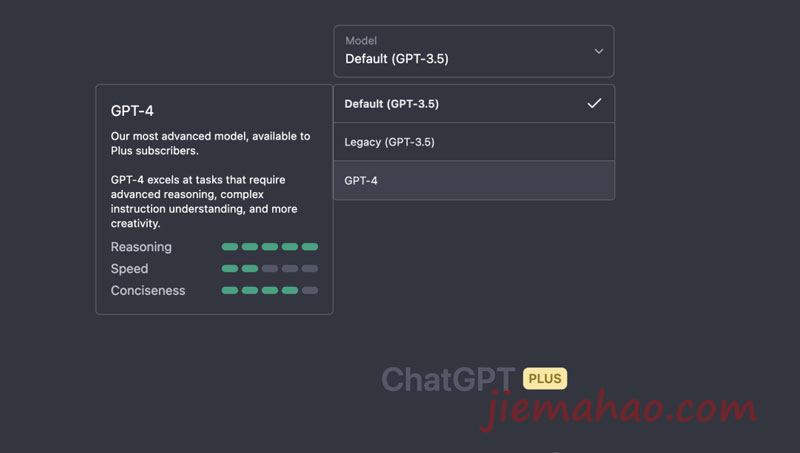 Model
Default (GPT-3.5)
GPT-4
Our most advanced model, available to
Plus subscribers.
GPT-4 excels at tasks that require
advanced reasoning, complex
instruction understanding, and more
creativity.
Reasoning
Speed
Conciseness
Default (GPT-3.5)
Legacy (GPT-3.5)
GPT-4
ChatGPT PLUS
jiemahao.com